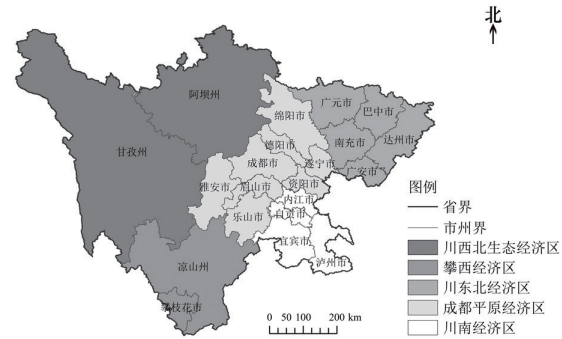 北
阿坝州
甘孜州
绵阳市
广元市
巴中市
德阳市
南充市
达州市
成都市
遂宁市
广安市
雅安市
眉山市
资阳市
内江市
乐山市
自贡市
宜宾市
泸州市
凉山州
攀枝花市
0 50 100 200 km
图例
省界
市州界
川西北生态经济区
攀西经济区
川东北经济区
成都平原经济区
川南经济区